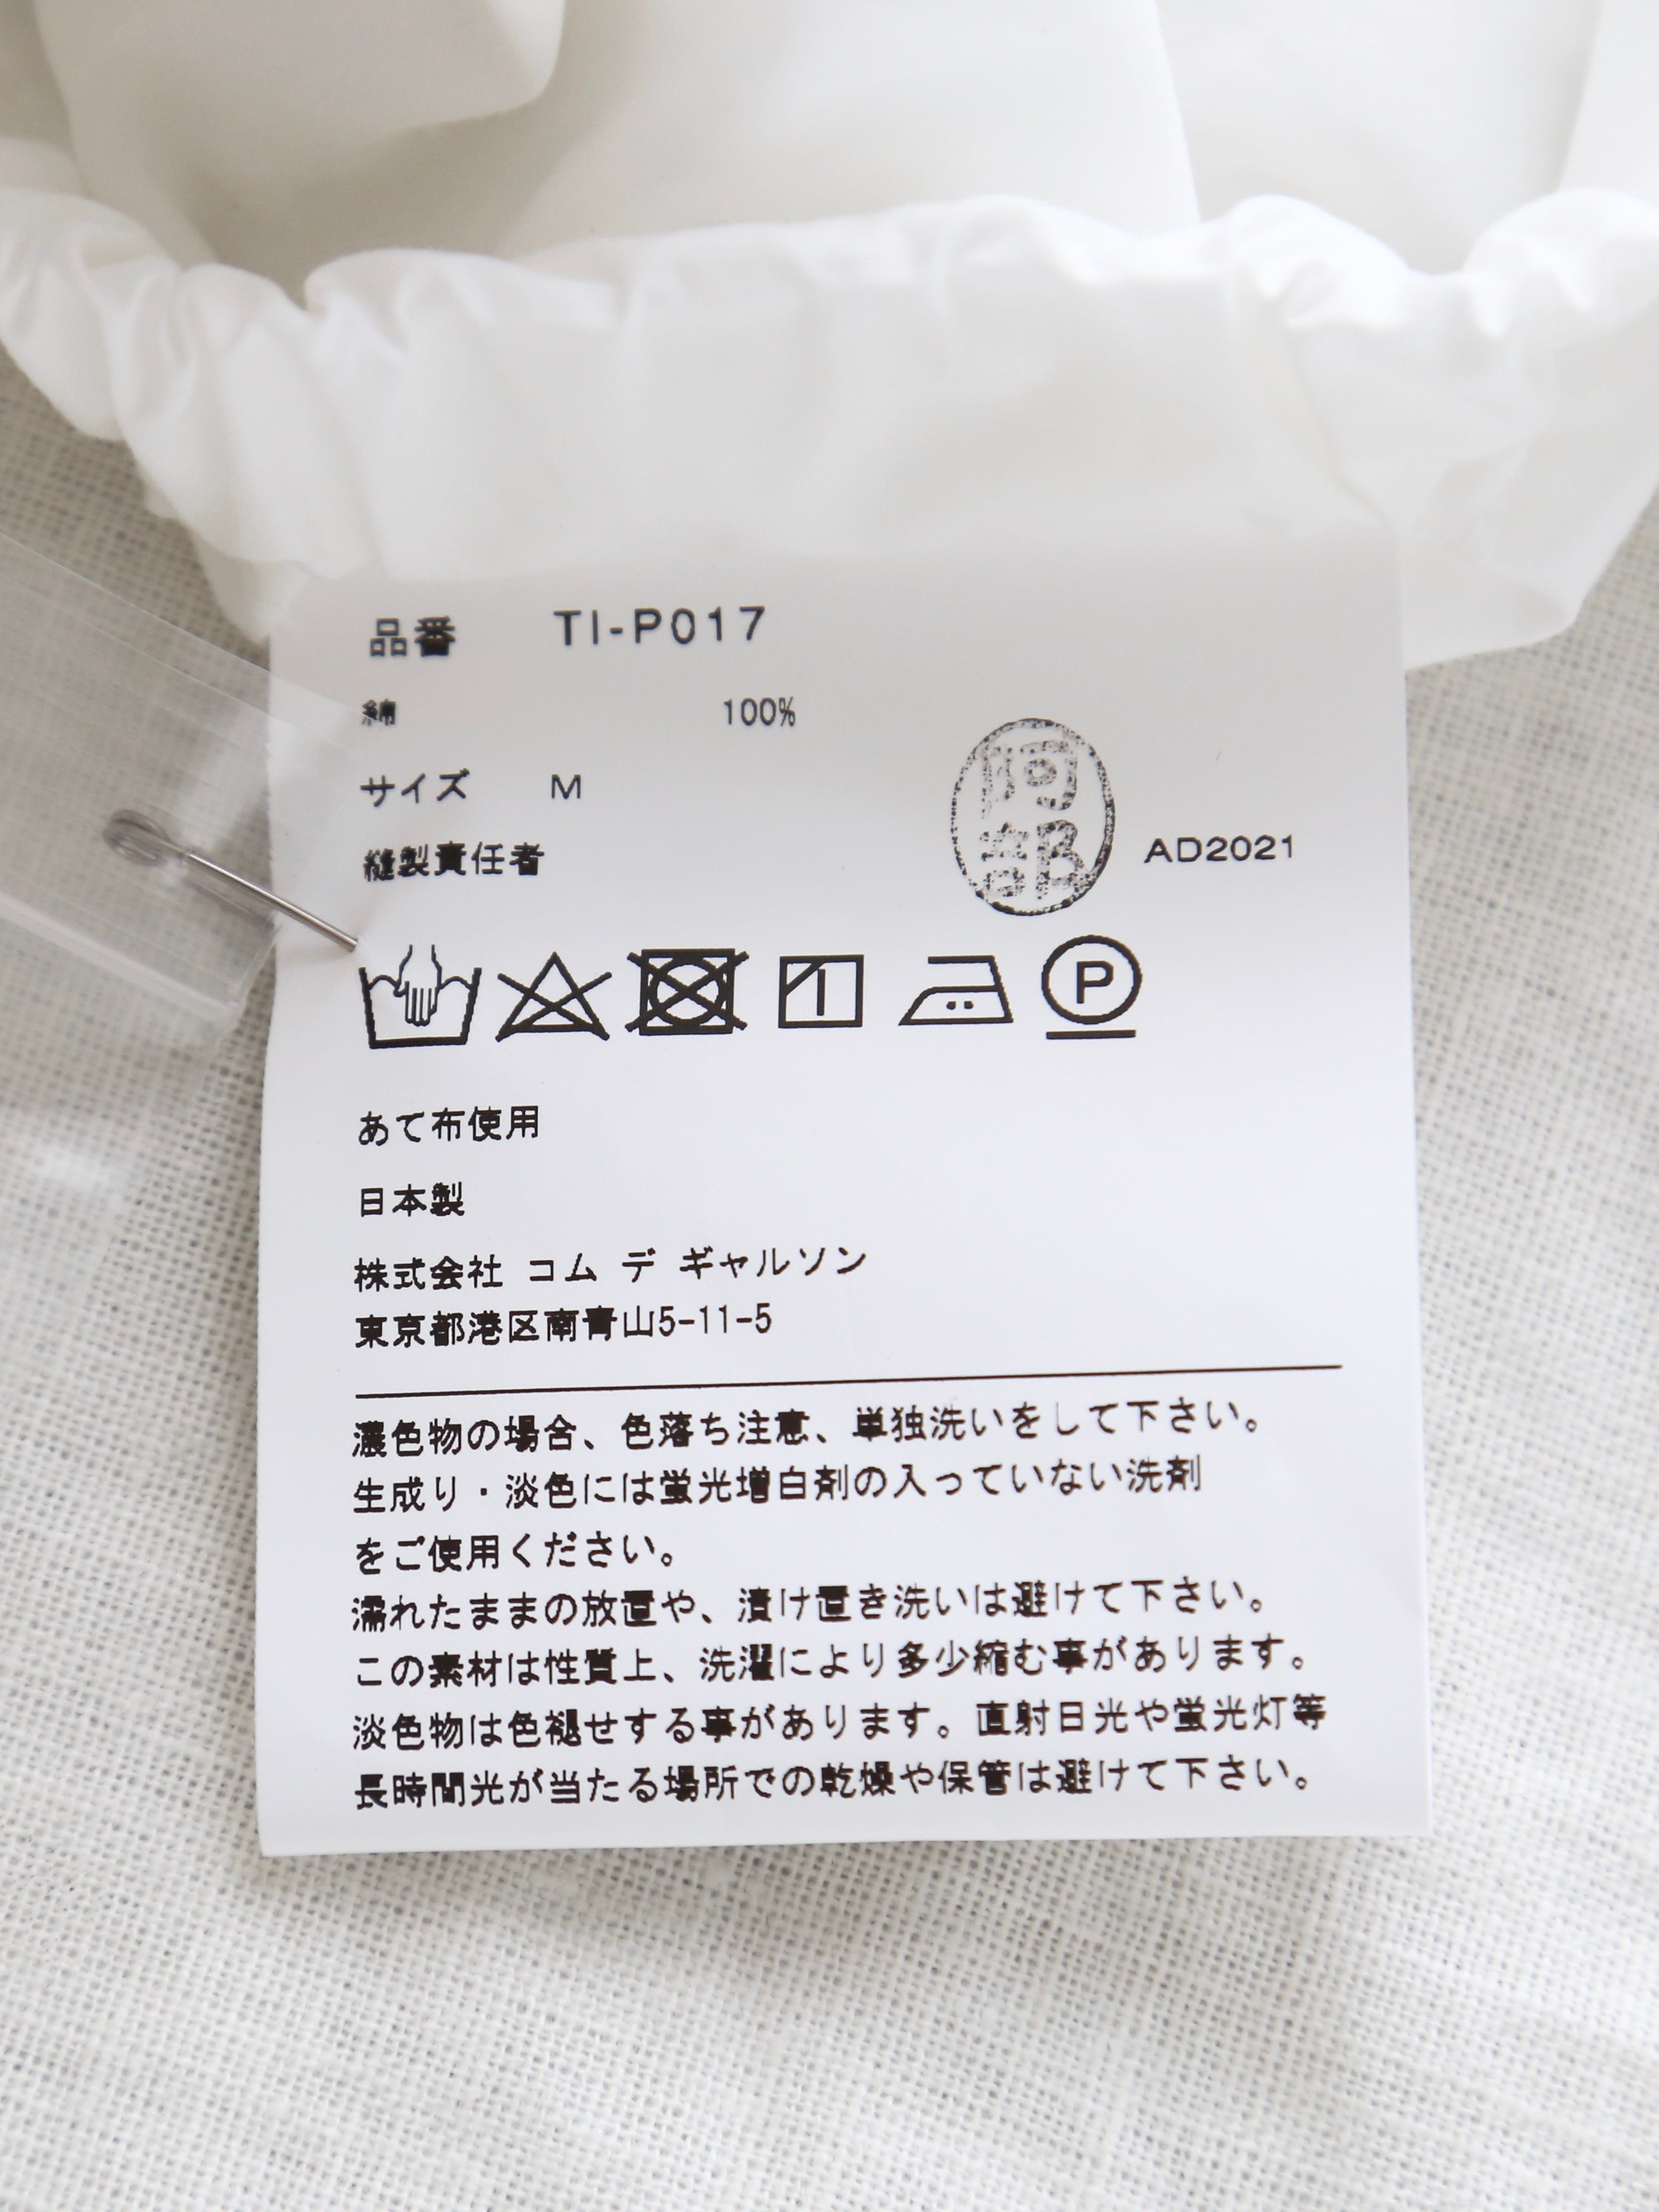 品番 TI-P017
綿 100%
サイズ M
縫製責任者 阿部 AD2021
P
あて布使用
日本製
株式会社 コム デ ギャルソン
東京都港区南青山5-11-5
濃色物の場合、色落ち注意、単独洗いをして下さい。
生成り・淡色には蛍光増白剤の入っていない洗剤
をご使用ください。
濡れたままの放置や、漬け置き洗いは避けて下さい。
この素材は性質上、洗濯により多少縮む事があります。
淡色物は色褪せする事があります。直射日光や蛍光灯等
長時間光が当たる場所での乾燥や保管は避けて下さい。